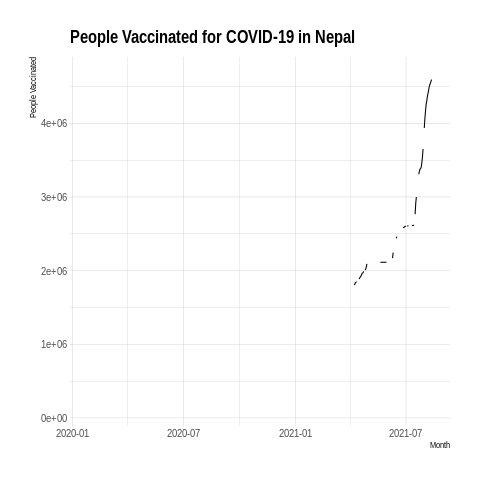 People Vaccinated for COVID-19 in Nepal
People Vaccinated
4e+06
3e+06
2e+06
1e+06
0e+00
2020-01 2020-07 2021-01 2021-07
Month